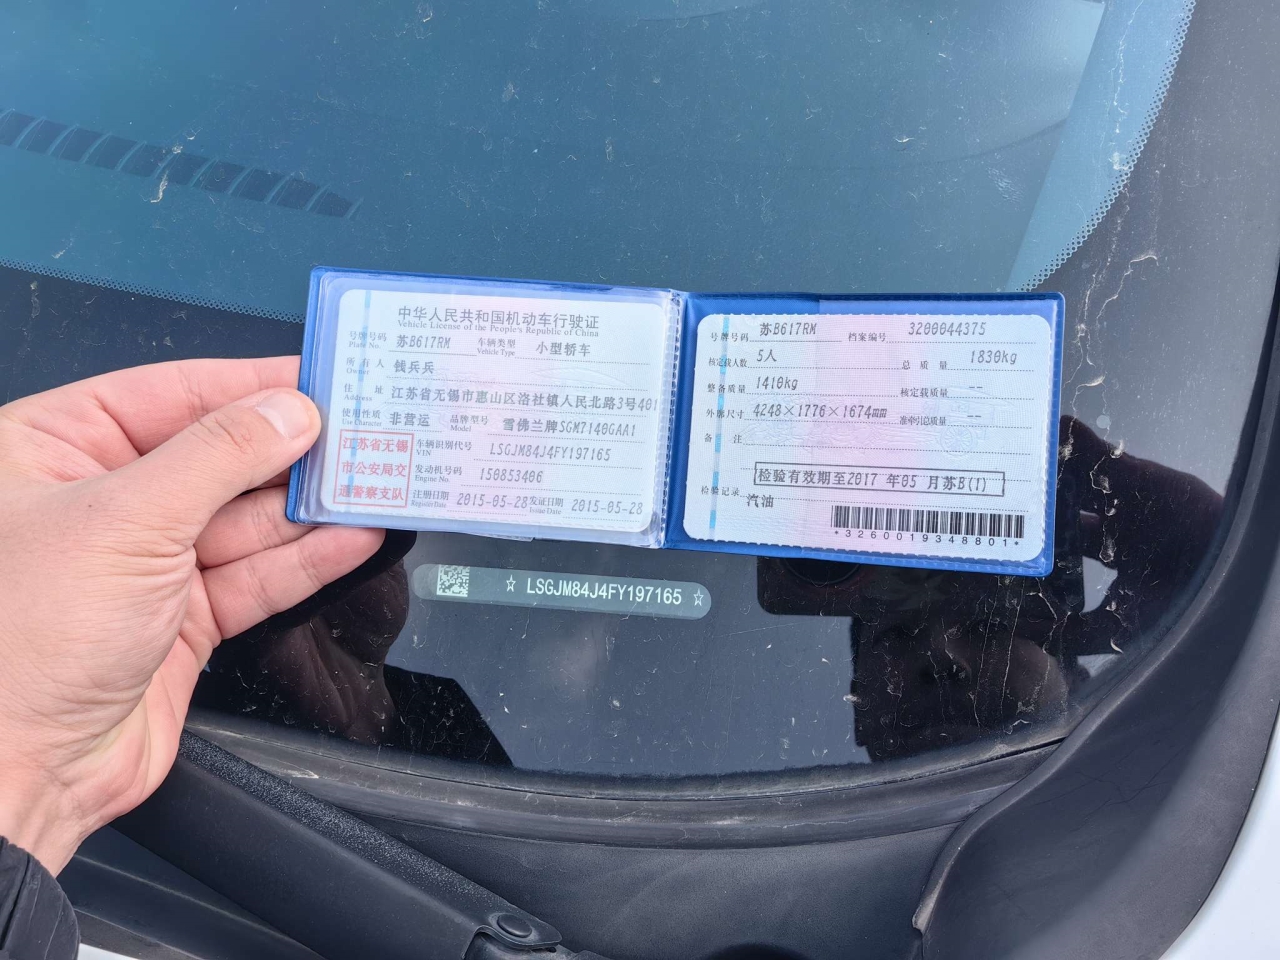 中华人民共和国机动车行驶证
Vehicle License of the People's Republic of China
号牌号码 苏B617RM 车辆类型 小型轿车
Plate No. Vehicle Type
所有人 钱兵兵
Owner
住址 江苏省无锡市惠山区洛社镇人民北路3号401
Address
使用性质 非营运 品牌型号 雪佛兰牌SGM7140GAA1
Use Character Model
江苏省无锡
市公安局交
通警察支队
车辆识别代号 LSGJM84J4FY197165
VIN
发动机号码 150853406
Engine No.
注册日期 2015-05-28 发证日期 2015-05-28
Register Date Issue Date
号牌号码 苏B617RM 档案编号 3200044375
核定载人数 5人 总质量 1830kg
整备质量 1410kg 核定载质量 --
外廓尺寸 4248×1776×1674mm 准牵引总质量 --
备注
检验有效期至2017 年05 月苏B(1)
检验记录 汽油
*3260019348801*
☆ LSGJM84J4FY197165 ☆